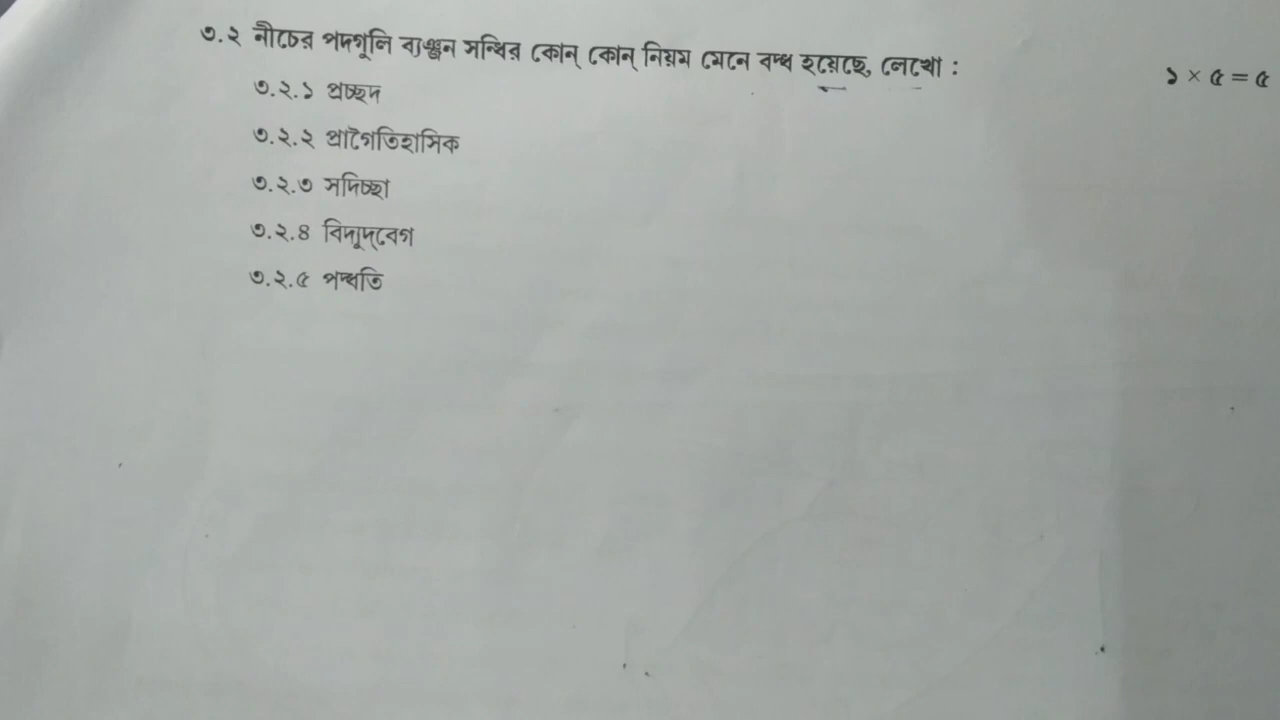 ৩.২ নীচের পদগুলি ব্যঞ্জন সন্ধির কোন্ কোন্ নিয়ম মেনে বদ্ধ হয়েছে, লেখো : ১ × ৫ = ৫
৩.২.১ প্রচ্ছদ
৩.২.২ প্রাগৈতিহাসিক
৩.২.৩ সদিচ্ছা
৩.২.৪ বিদ্যুদ্‌বেগ
৩.২.৫ পদ্ধতি